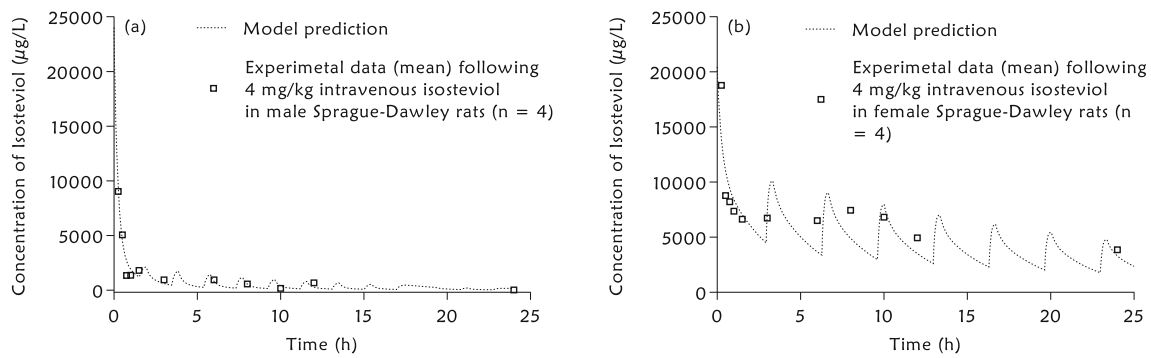 (a)
Model prediction
Experimetal data (mean) following
4 mg/kg intravenous isosteviol
in male Sprague-Dawley rats (n = 4)
Concentration of Isosteviol (µg/L)
25000
20000
15000
10000
5000
0
0 5 10 15 20 25 30
Time (h)
(b)
Model prediction
Experimetal data (mean) following
4 mg/kg intravenous isosteviol
in female Sprague-Dawley rats (n
= 4)
Concentration of Isosteviol (µg/L)
25000
20000
15000
10000
5000
0
0 5 10 15 20 25
Time (h)